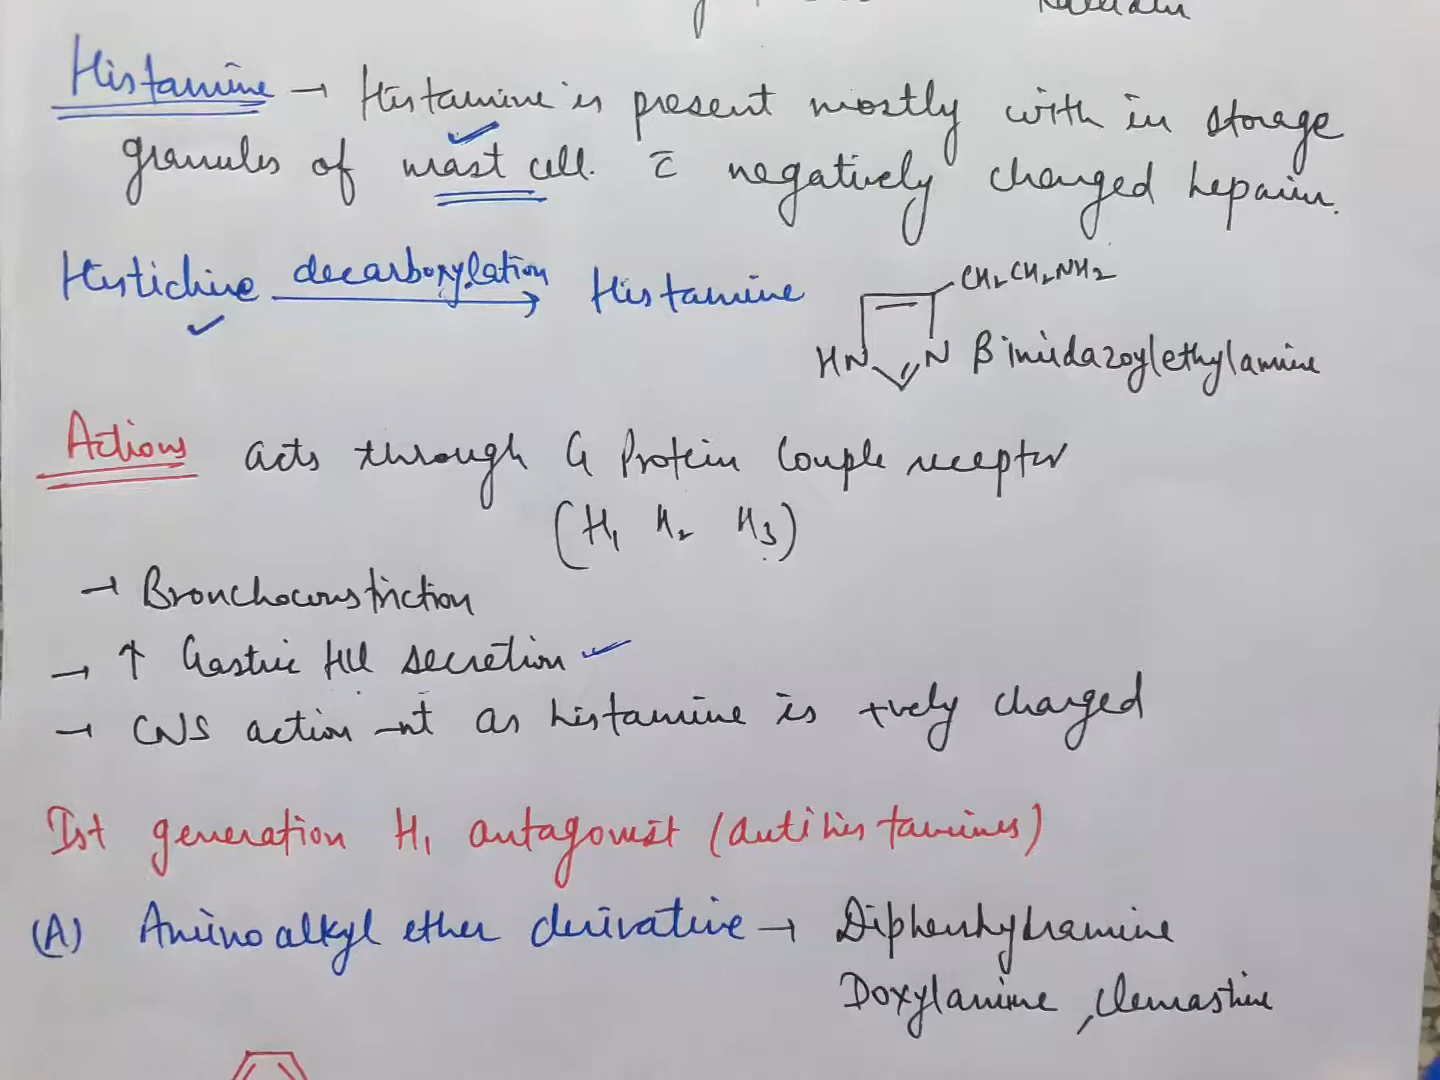 Histamine → Histamine is present mostly with in storage
granules of mast cell. c̄ negatively charged heparin.
Histidine decarboxylation → Histamine
CH₂CH₂NH₂
HN N β imidazoylethylamine
Actions acts through G Protein Couple receptor
(H₁ H₂ H₃)
→ Bronchoconstriction
→ ↑ Gastric HCl secretion
→ CNS action -nt as histamine is +vely charged
Ist generation H₁ antagonist (antihistamines)
(A) Aminoalkyl ether derivative → Diphenhydramine
Doxylamine, Clemastine